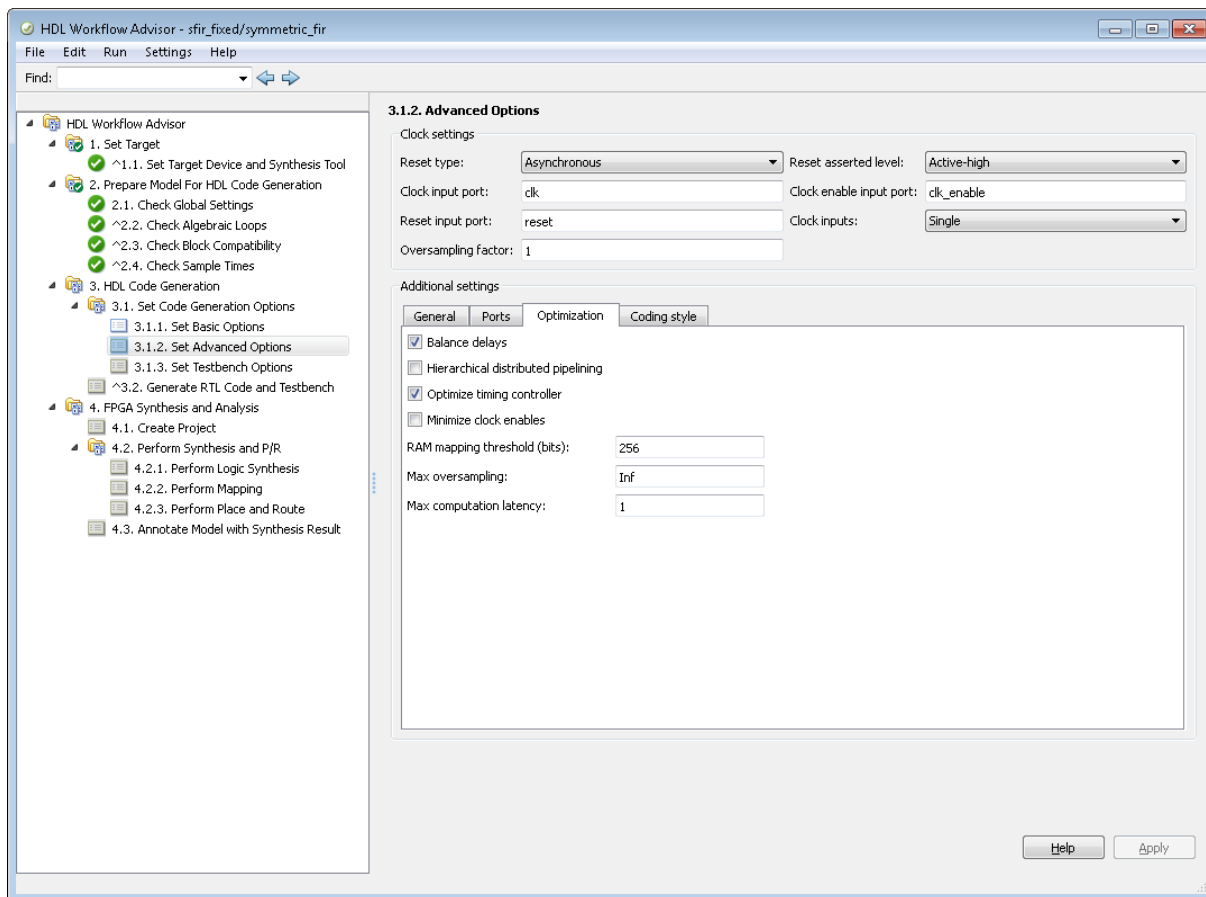 HDL Workflow Advisor - sfir_fixed/symmetric_fir
File Edit Run Settings Help
Find:
HDL Workflow Advisor
1. Set Target
^1.1. Set Target Device and Synthesis Tool
2. Prepare Model For HDL Code Generation
2.1. Check Global Settings
^2.2. Check Algebraic Loops
^2.3. Check Block Compatibility
^2.4. Check Sample Times
3. HDL Code Generation
3.1. Set Code Generation Options
3.1.1. Set Basic Options
3.1.2. Set Advanced Options
3.1.3. Set Testbench Options
^3.2. Generate RTL Code and Testbench
4. FPGA Synthesis and Analysis
4.1. Create Project
4.2. Perform Synthesis and P/R
4.2.1. Perform Logic Synthesis
4.2.2. Perform Mapping
4.2.3. Perform Place and Route
4.3. Annotate Model with Synthesis Result
3.1.2. Advanced Options
Clock settings
Reset type: Asynchronous Reset asserted level: Active-high
Clock input port: clk Clock enable input port: clk_enable
Reset input port: reset Clock inputs: Single
Oversampling factor: 1
Additional settings
General Ports Optimization Coding style
Balance delays
Hierarchical distributed pipelining
Optimize timing controller
Minimize clock enables
RAM mapping threshold (bits): 256
Max oversampling: Inf
Max computation latency: 1
Help Apply